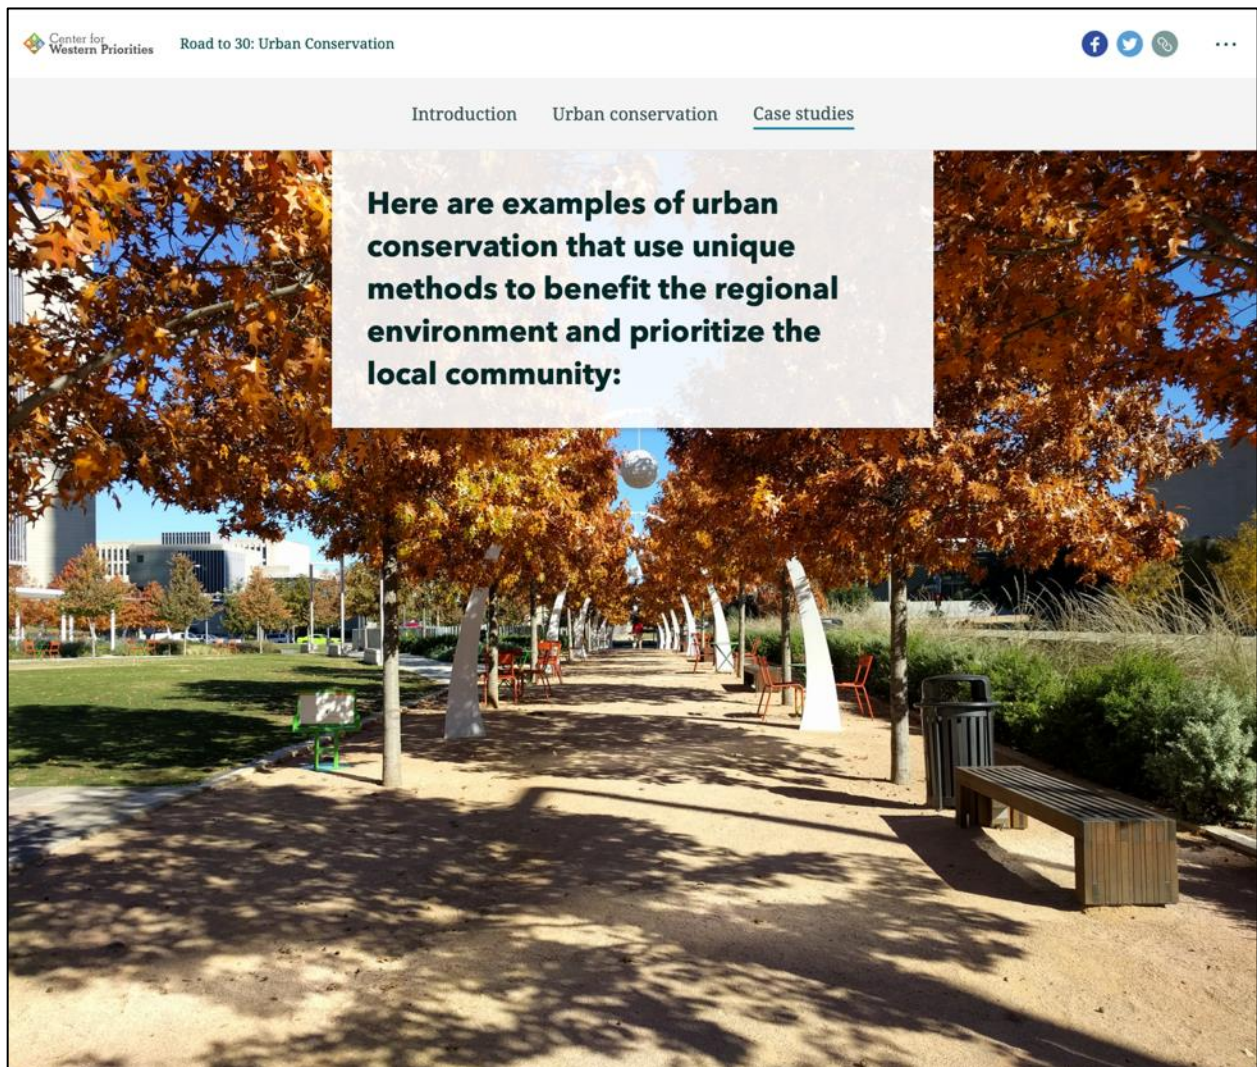 Center for
Western Priorities
Road to 30: Urban Conservation
Introduction
Urban conservation
Case studies
Here are examples of urban
conservation that use unique
methods to benefit the regional
environment and prioritize the
local community: